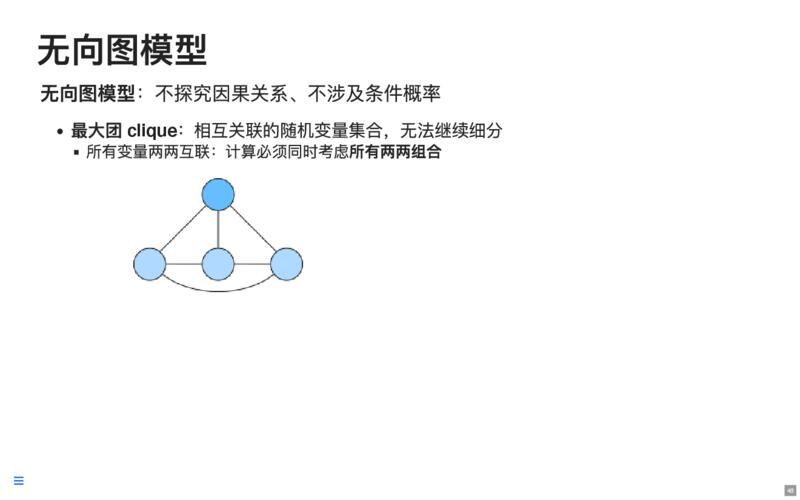 无向图模型
无向图模型：不探究因果关系、不涉及条件概率
• 最大团 clique：相互关联的随机变量集合，无法继续细分
▪ 所有变量两两互联：计算必须同时考虑所有两两组合